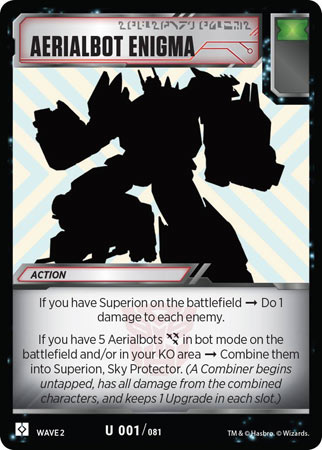 AERIALBOT ENIGMA
ACTION
If you have Superion on the battlefield → Do 1
damage to each enemy.
If you have 5 Aerialbots in bot mode on the
battlefield and/or in your KO area → Combine them
into Superion, Sky Protector. (A Combiner begins
untapped, has all damage from the combined
characters, and keeps 1 Upgrade in each slot.)
WAVE 2 U 001/081 TM & © Hasbro. © Wizards.